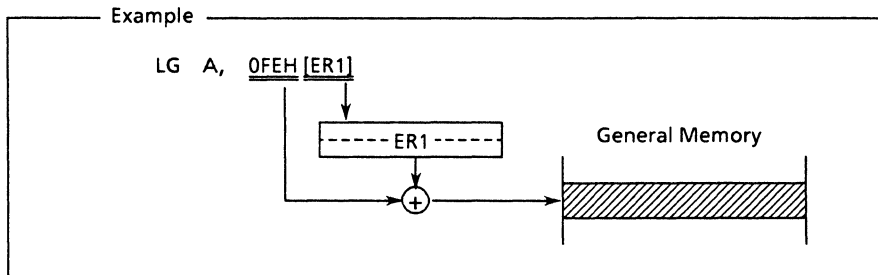 Example
LG A, 0FEH [ER1]
ER1
General Memory
+